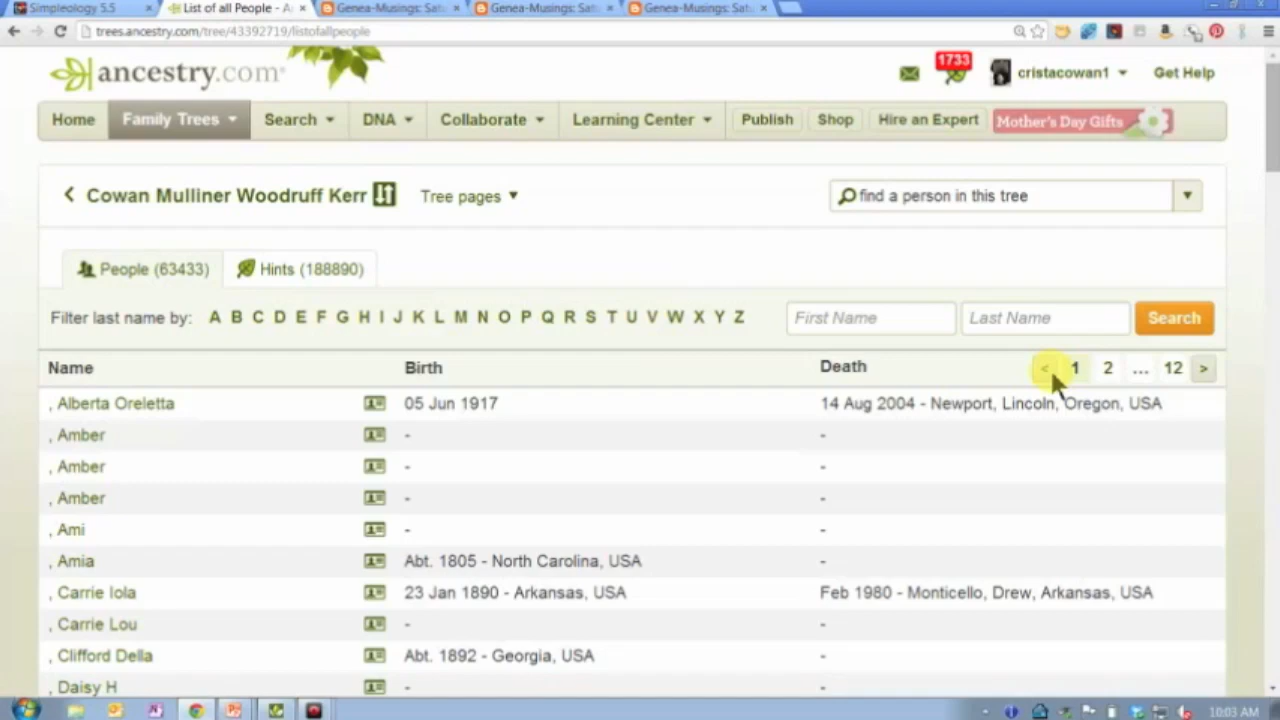 Simpleology 5.5 × List of all People - A × Genea-Musings: Sat × Genea-Musings: Sat × Genea-Musings: Sat ×
trees.ancestry.com/tree/43392719/listofallpeople
ancestry.com 1733 cristacowan1 Get Help
Home Family Trees Search DNA Collaborate Learning Center Publish Shop Hire an Expert Mother's Day Gifts
Cowan Mulliner Woodruff Kerr Tree pages find a person in this tree
People (63433) Hints (188890)
Filter last name by: A B C D E F G H I J K L M N O P Q R S T U V W X Y Z First Name Last Name Search
Name Birth Death < 1 2 ... 12 >
, Alberta Oreletta 05 Jun 1917 14 Aug 2004 - Newport, Lincoln, Oregon, USA
, Amber - -
, Amber - -
, Amber - -
, Ami - -
, Amia Abt. 1805 - North Carolina, USA -
, Carrie Iola 23 Jan 1890 - Arkansas, USA Feb 1980 - Monticello, Drew, Arkansas, USA
, Carrie Lou - -
, Clifford Della Abt. 1892 - Georgia, USA -
, Daisy H - -
10:03 AM